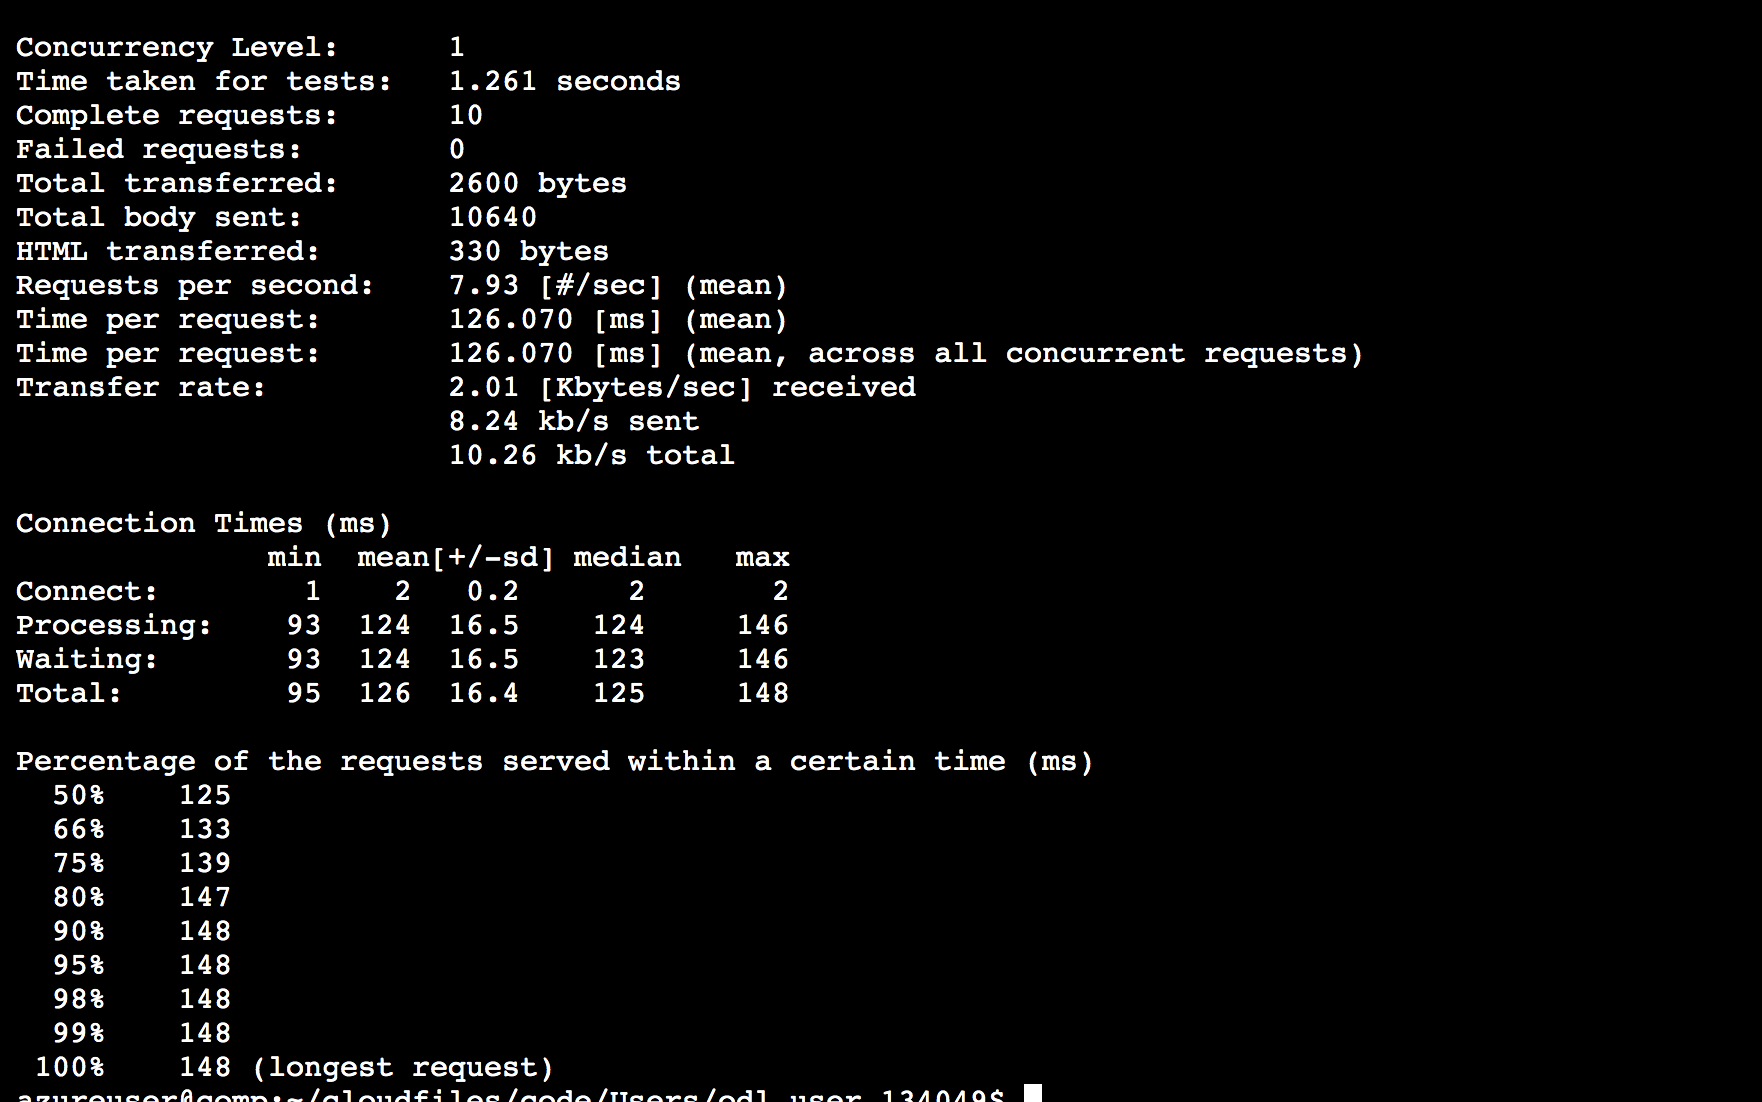 Concurrency Level:      1
Time taken for tests:   1.261 seconds
Complete requests:      10
Failed requests:        0
Total transferred:      2600 bytes
Total body sent:        10640
HTML transferred:       330 bytes
Requests per second:    7.93 [#/sec] (mean)
Time per request:       126.070 [ms] (mean)
Time per request:       126.070 [ms] (mean, across all concurrent requests)
Transfer rate:          2.01 [Kbytes/sec] received
                        8.24 kb/s sent
                        10.26 kb/s total
Connection Times (ms)
              min  mean[+/-sd] median   max
Connect:        1    2   0.2      2       2
Processing:    93  124  16.5    124     146
Waiting:       93  124  16.5    123     146
Total:         95  126  16.4    125     148
Percentage of the requests served within a certain time (ms)
  50%    125
  66%    133
  75%    139
  80%    147
  90%    148
  95%    148
  98%    148
  99%    148
 100%    148 (longest request)
azureuser@comp:~/cloudfiles/code/Users/odl_user_134049$